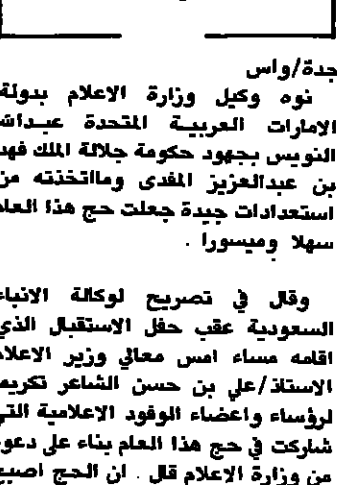 جدة/واس
نوه وكيل وزارة الاعلام بدولة
الامارات العربية المتحدة عبدالله
النويس بجهود حكومة جلالة الملك فهد
بن عبدالعزيز المفدى ومااتخذته من
استعدادات جيدة جعلت حج هذا العام
سهلا وميسورا .
وقال في تصريح لوكالة الانباء
السعودية عقب حفل الاستقبال الذي
اقامه مساء امس معالي وزير الاعلام
الاستاذ/علي بن حسن الشاعر تكريما
لرؤساء واعضاء الوفود الاعلامية التي
شاركت في حج هذا العام بناء على دعوة
من وزارة الاعلام قال . ان الحج اصبح